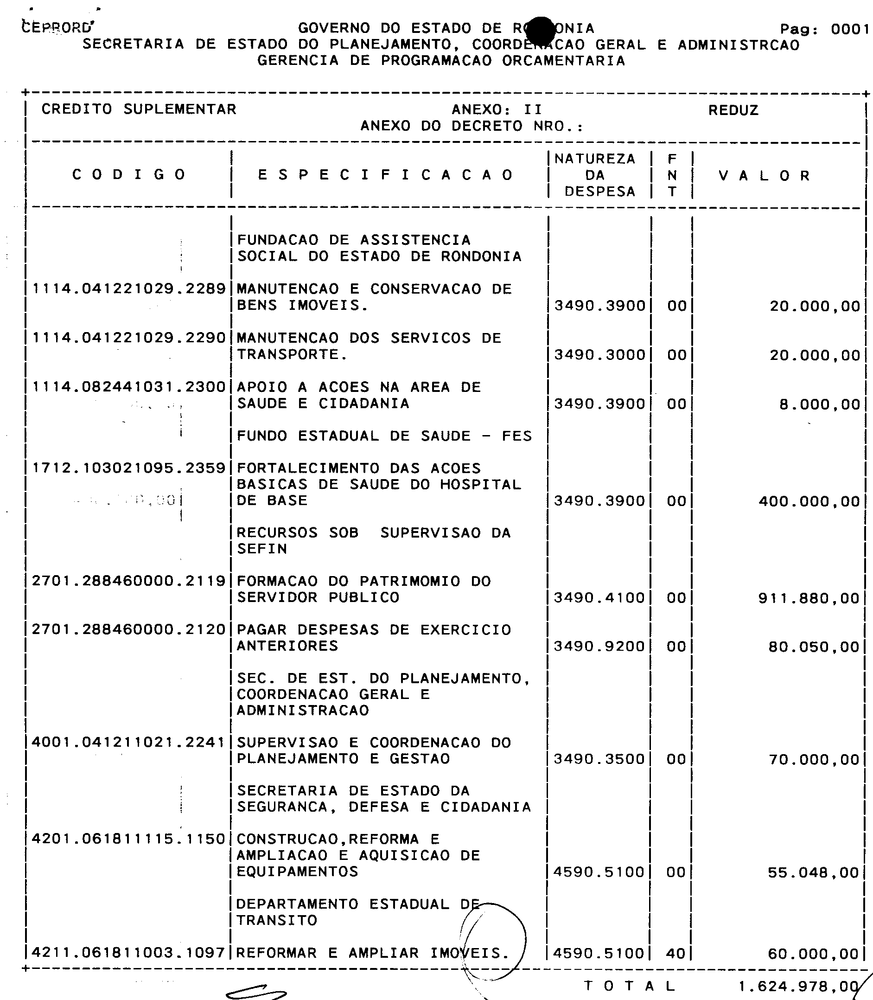 CEPRORD GOVERNO DO ESTADO DE RONDONIA Pag: 0001
SECRETARIA DE ESTADO DO PLANEJAMENTO, COORDENACAO GERAL E ADMINISTRCAO
GERENCIA DE PROGRAMACAO ORCAMENTARIA
CREDITO SUPLEMENTAR ANEXO: II REDUZ
ANEXO DO DECRETO NRO.:
NATUREZA F
C O D I G O E S P E C I F I C A C A O DA N V A L O R
DESPESA T
FUNDACAO DE ASSISTENCIA
SOCIAL DO ESTADO DE RONDONIA
1114.041221029.2289 MANUTENCAO E CONSERVACAO DE
BENS IMOVEIS. 3490.3900 00 20.000,00
1114.041221029.2290 MANUTENCAO DOS SERVICOS DE
TRANSPORTE. 3490.3000 00 20.000,00
1114.082441031.2300 APOIO A ACOES NA AREA DE
SAUDE E CIDADANIA 3490.3900 00 8.000,00
FUNDO ESTADUAL DE SAUDE - FES
1712.103021095.2359 FORTALECIMENTO DAS ACOES
BASICAS DE SAUDE DO HOSPITAL
DE BASE 3490.3900 00 400.000,00
RECURSOS SOB SUPERVISAO DA
SEFIN
2701.288460000.2119 FORMACAO DO PATRIMOMIO DO
SERVIDOR PUBLICO 3490.4100 00 911.880,00
2701.288460000.2120 PAGAR DESPESAS DE EXERCICIO
ANTERIORES 3490.9200 00 80.050,00
SEC. DE EST. DO PLANEJAMENTO,
COORDENACAO GERAL E
ADMINISTRACAO
4001.041211021.2241 SUPERVISAO E COORDENACAO DO
PLANEJAMENTO E GESTAO 3490.3500 00 70.000,00
SECRETARIA DE ESTADO DA
SEGURANCA, DEFESA E CIDADANIA
4201.061811115.1150 CONSTRUCAO,REFORMA E
AMPLIACAO E AQUISICAO DE
EQUIPAMENTOS 4590.5100 00 55.048,00
DEPARTAMENTO ESTADUAL DE
TRANSITO
4211.061811003.1097 REFORMAR E AMPLIAR IMOVEIS. 4590.5100 40 60.000,00
T O T A L 1.624.978,00